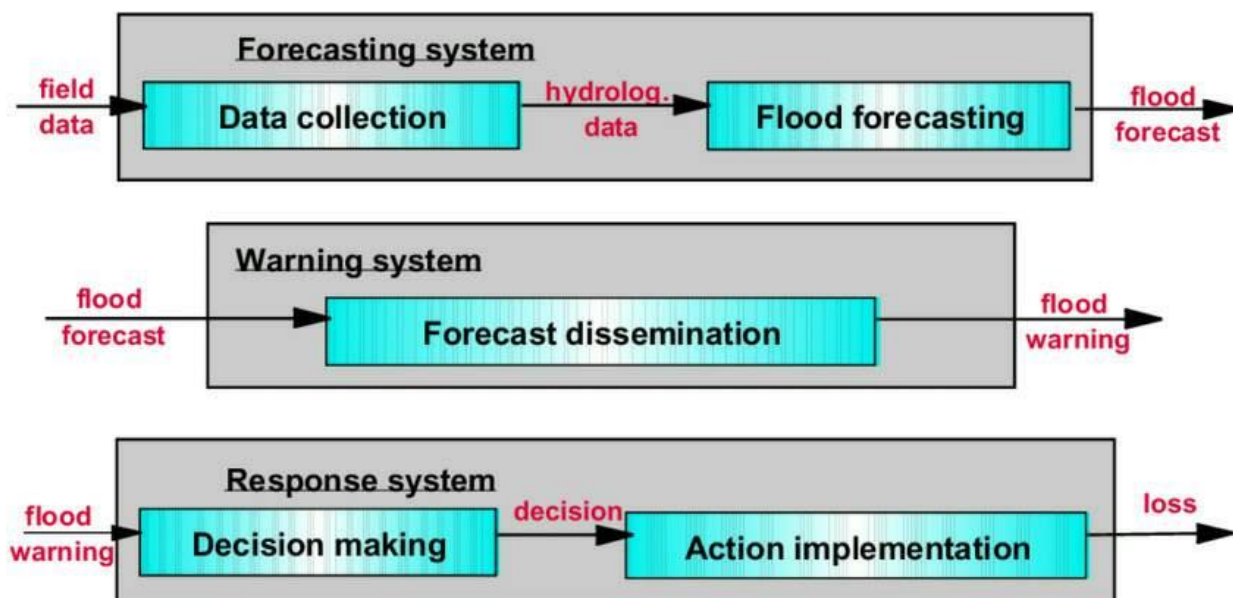 Forecasting system
field
data
Data collection
hydrolog.
data
Flood forecasting
flood
forecast
Warning system
flood
forecast
Forecast dissemination
flood
warning
Response system
flood
warning
Decision making
decision
Action implementation
loss